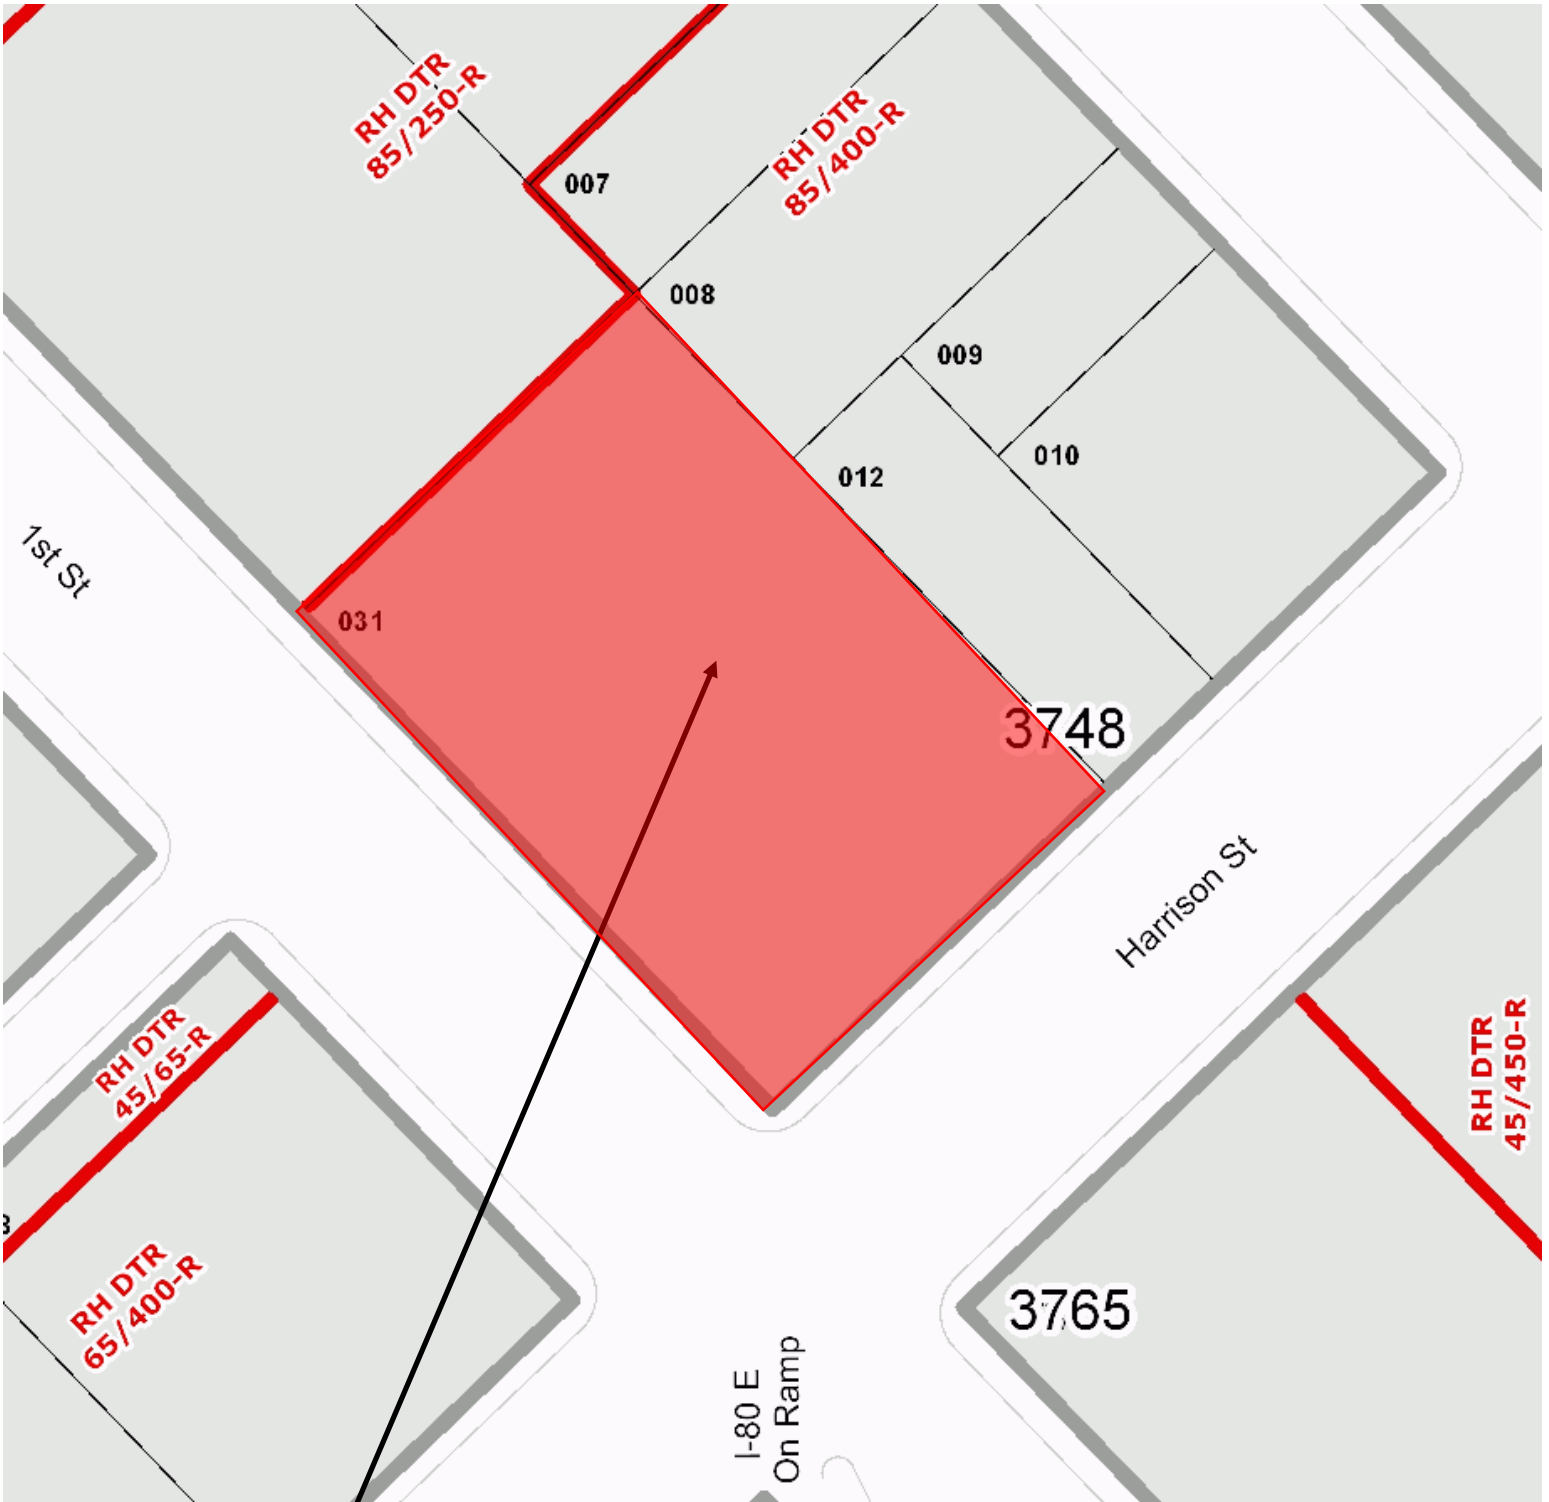 RH DTR
85/250-R
RH DTR
85/400-R
007
008
009
010
012
1st St
031
3748
Harrison St
RH DTR
45/65-R
RH DTR
45/450-R
RH DTR
65/400-R
3765
I-80 E
On Ramp